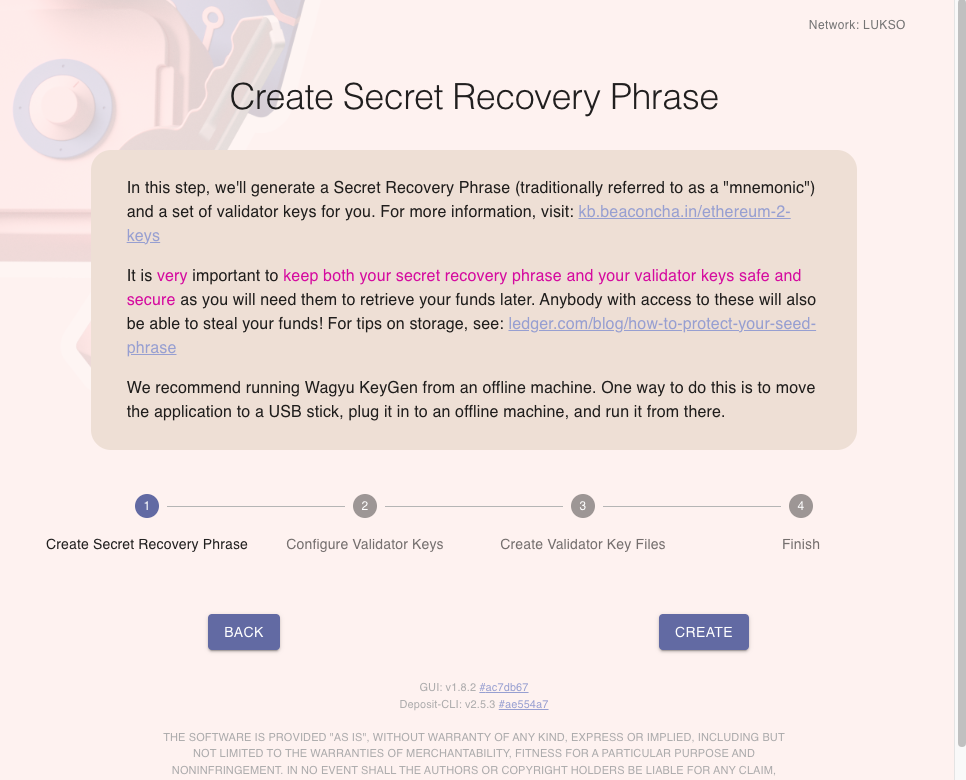 Network: LUKSO
Create Secret Recovery Phrase
In this step, we'll generate a Secret Recovery Phrase (traditionally referred to as a "mnemonic")
and a set of validator keys for you. For more information, visit: kb.beaconcha.in/ethereum-2-
keys
It is very important to keep both your secret recovery phrase and your validator keys safe and
secure as you will need them to retrieve your funds later. Anybody with access to these will also
be able to steal your funds! For tips on storage, see: ledger.com/blog/how-to-protect-your-seed-
phrase
We recommend running Wagyu KeyGen from an offline machine. One way to do this is to move
the application to a USB stick, plug it in to an offline machine, and run it from there.
1 2 3 4
Create Secret Recovery Phrase Configure Validator Keys Create Validator Key Files Finish
BACK CREATE
GUI: v1.8.2 #ac7db67
Deposit-CLI: v2.5.3 #ae554a7
THE SOFTWARE IS PROVIDED "AS IS", WITHOUT WARRANTY OF ANY KIND, EXPRESS OR IMPLIED, INCLUDING BUT
NOT LIMITED TO THE WARRANTIES OF MERCHANTABILITY, FITNESS FOR A PARTICULAR PURPOSE AND
NONINFRINGEMENT. IN NO EVENT SHALL THE AUTHORS OR COPYRIGHT HOLDERS BE LIABLE FOR ANY CLAIM,